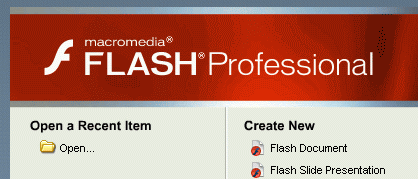 macromedia®
FLASH® Professional
Open a Recent Item
Open...
Create New
Flash Document
Flash Slide Presentation